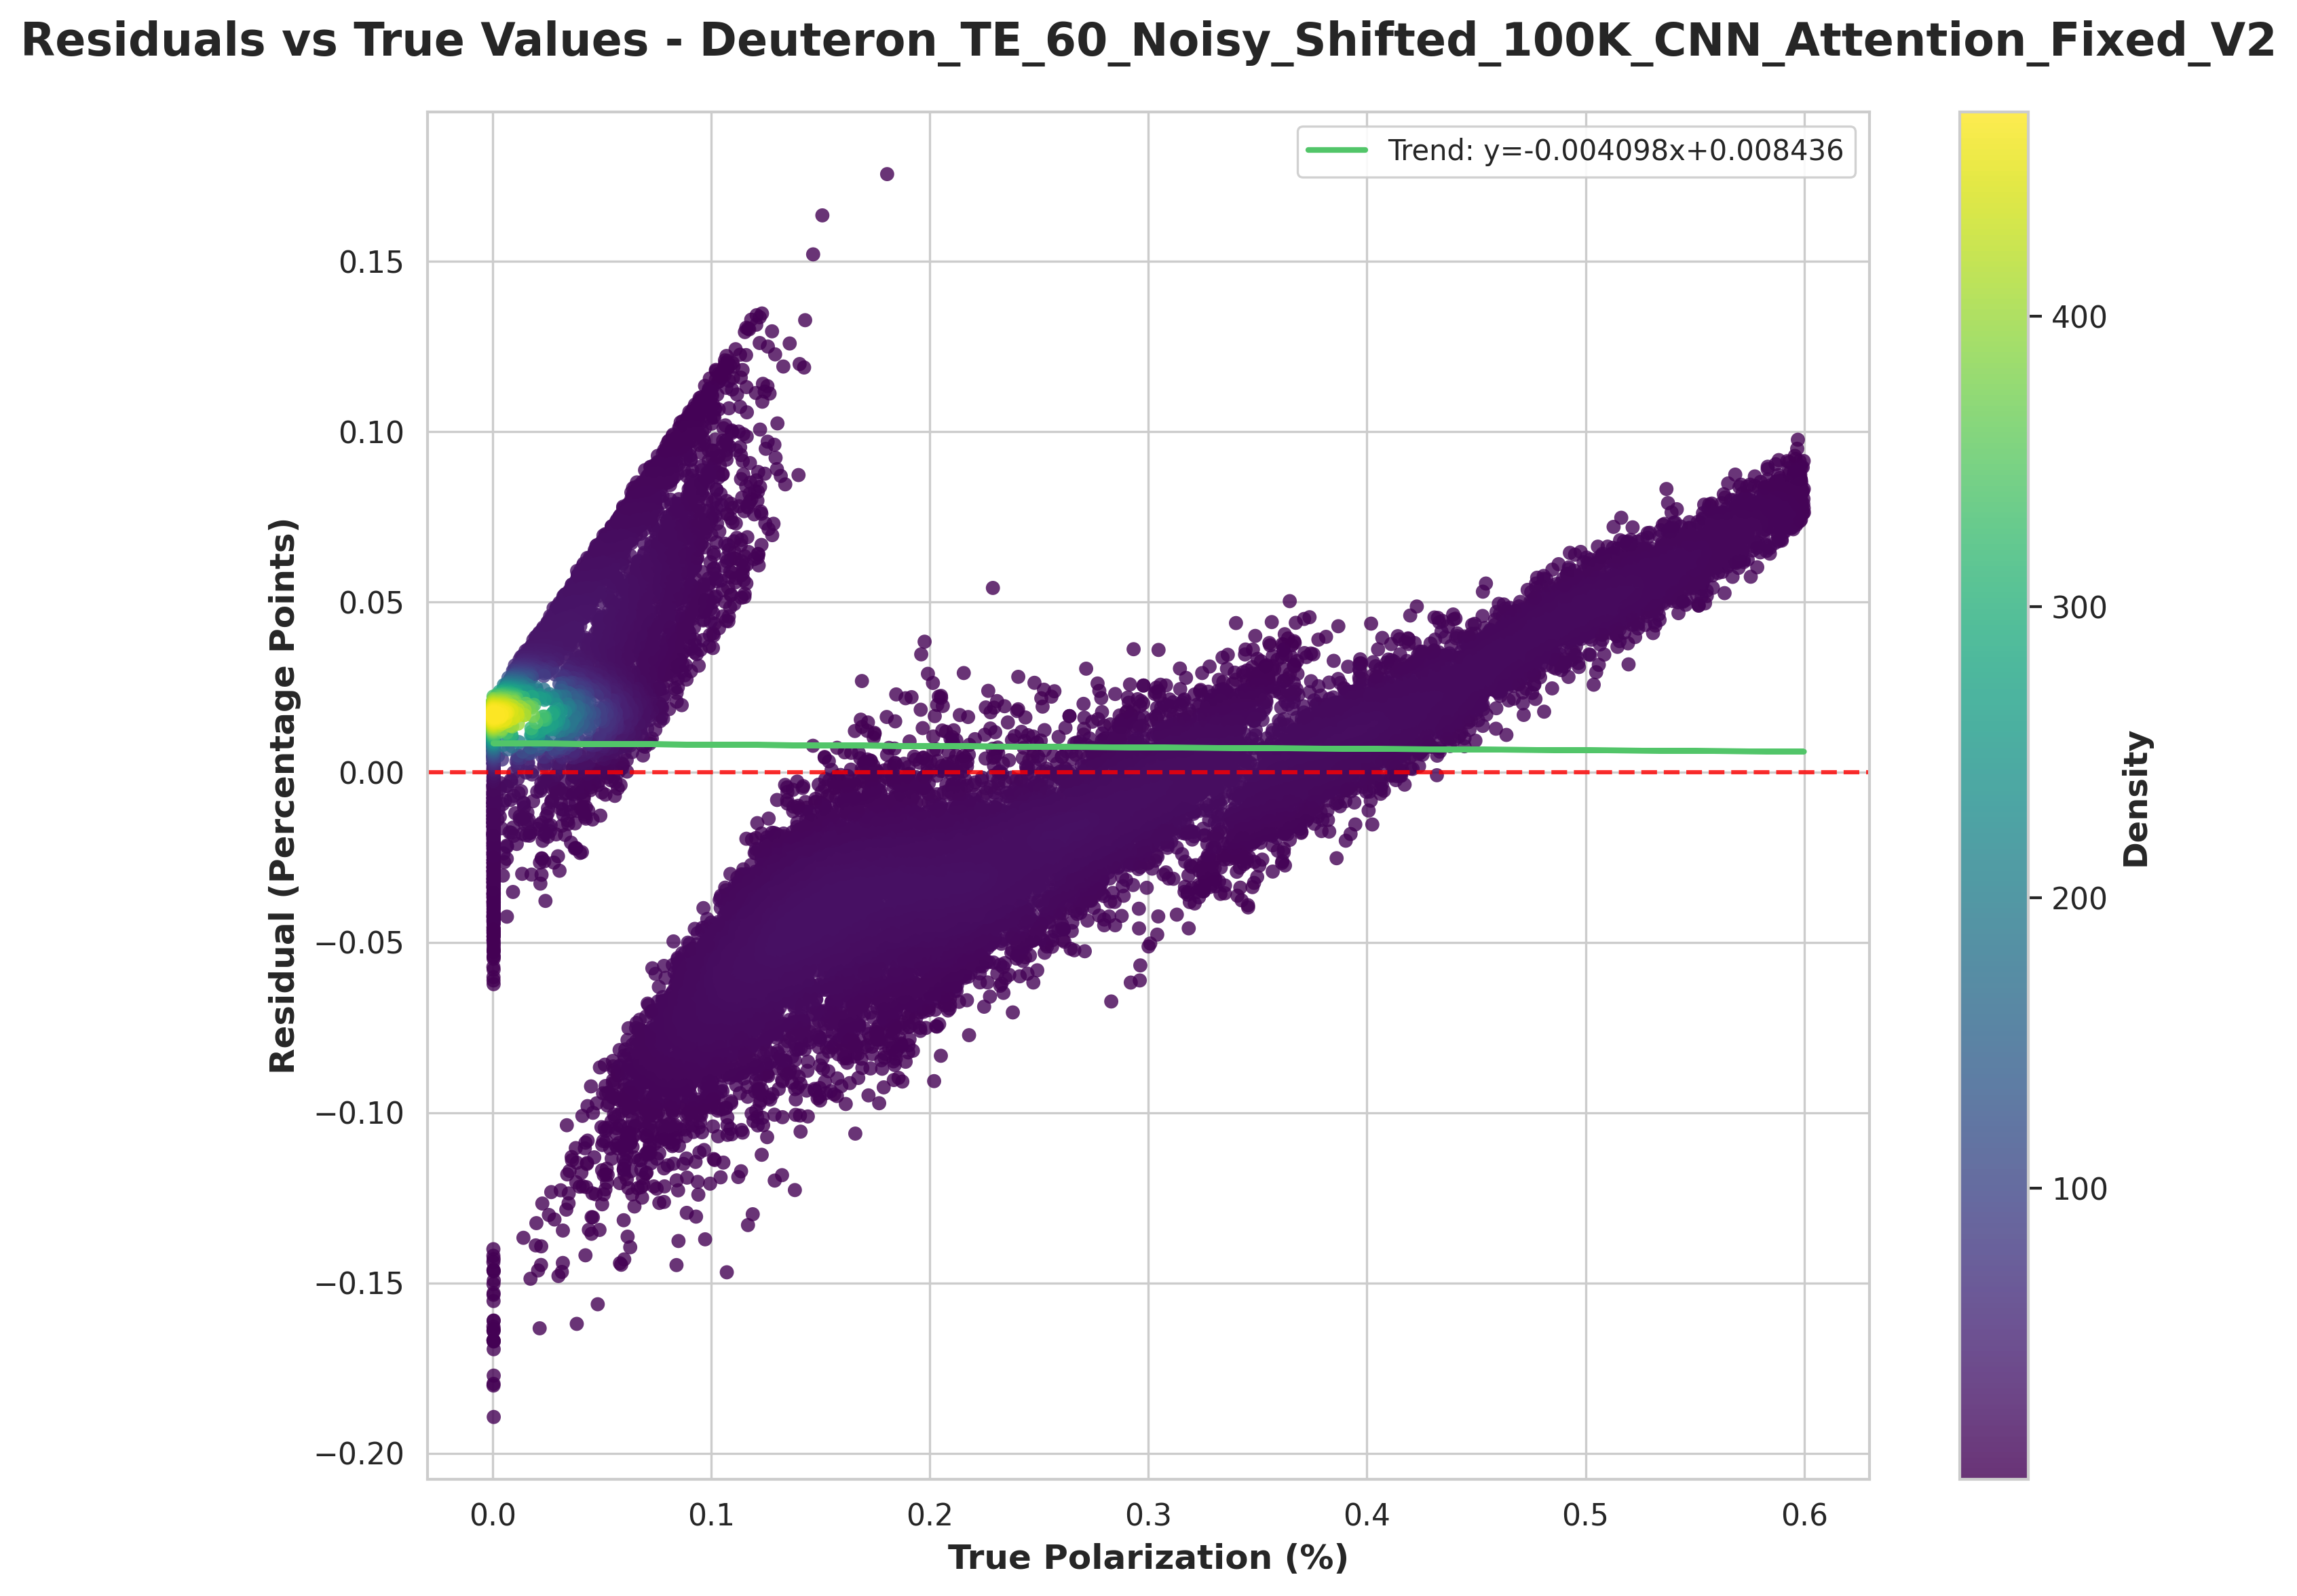 Residuals vs True Values - Deuteron_TE_60_Noisy_Shifted_100K_CNN_Attention_Fixed_V2
Trend: y=-0.004098x+0.008436
Residual (Percentage Points)
0.15
0.10
0.05
0.00
−0.05
−0.10
−0.15
−0.20
0.0 0.1 0.2 0.3 0.4 0.5 0.6
True Polarization (%)
400
300
200
100
Density